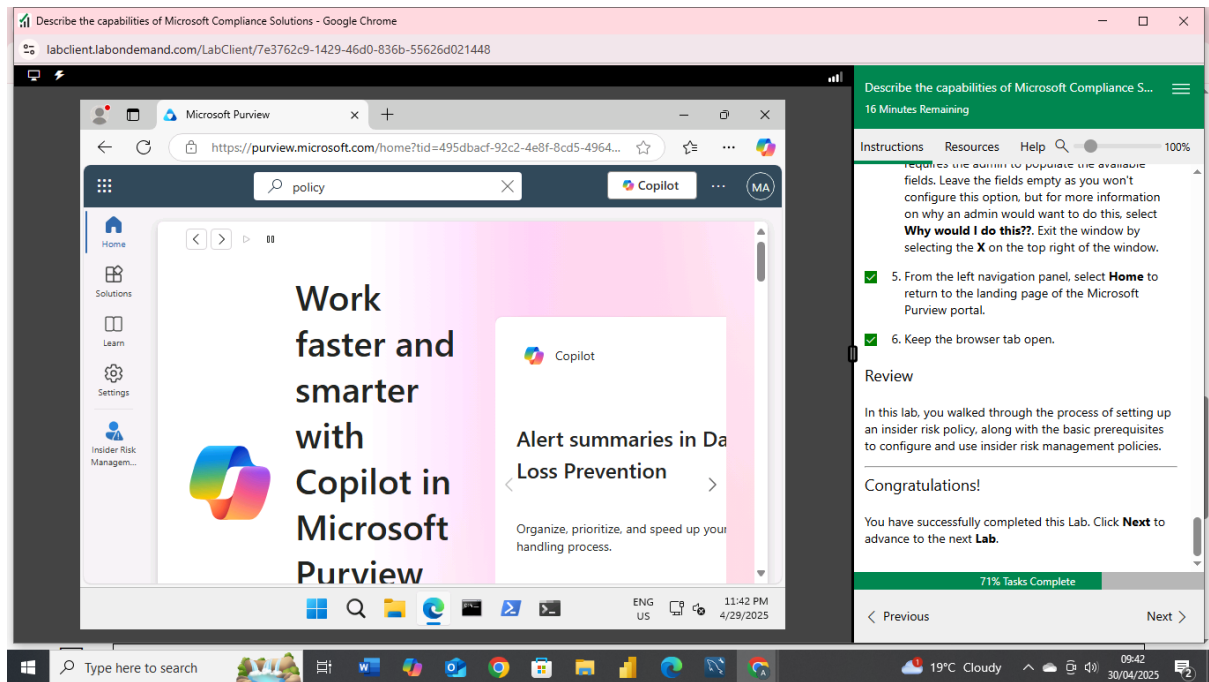 Describe the capabilities of Microsoft Compliance Solutions - Google Chrome
labclient.labondemand.com/LabClient/7e3762c9-1429-46d0-836b-55626d021448
Microsoft Purview
https://purview.microsoft.com/home?tid=495dbacf-92c2-4e8f-8cd5-4964...
policy
Copilot
MA
Home
Solutions
Learn
Settings
Insider Risk
Managem...
Work
faster and
smarter
with
Copilot in
Microsoft
Purview
Copilot
Alert summaries in Da
Loss Prevention
Organize, prioritize, and speed up your
handling process.
ENG
US
11:42 PM
4/29/2025
Describe the capabilities of Microsoft Compliance S...
16 Minutes Remaining
Instructions
Resources
Help
100%
requires the admin to populate the available
fields. Leave the fields empty as you won't
configure this option, but for more information
on why an admin would want to do this, select
Why would I do this??. Exit the window by
selecting the X on the top right of the window.
5. From the left navigation panel, select Home to
return to the landing page of the Microsoft
Purview portal.
6. Keep the browser tab open.
Review
In this lab, you walked through the process of setting up
an insider risk policy, along with the basic prerequisites
to configure and use insider risk management policies.
Congratulations!
You have successfully completed this Lab. Click Next to
advance to the next Lab.
71% Tasks Complete
Previous
Next
Type here to search
19°C Cloudy
09:42
30/04/2025
2